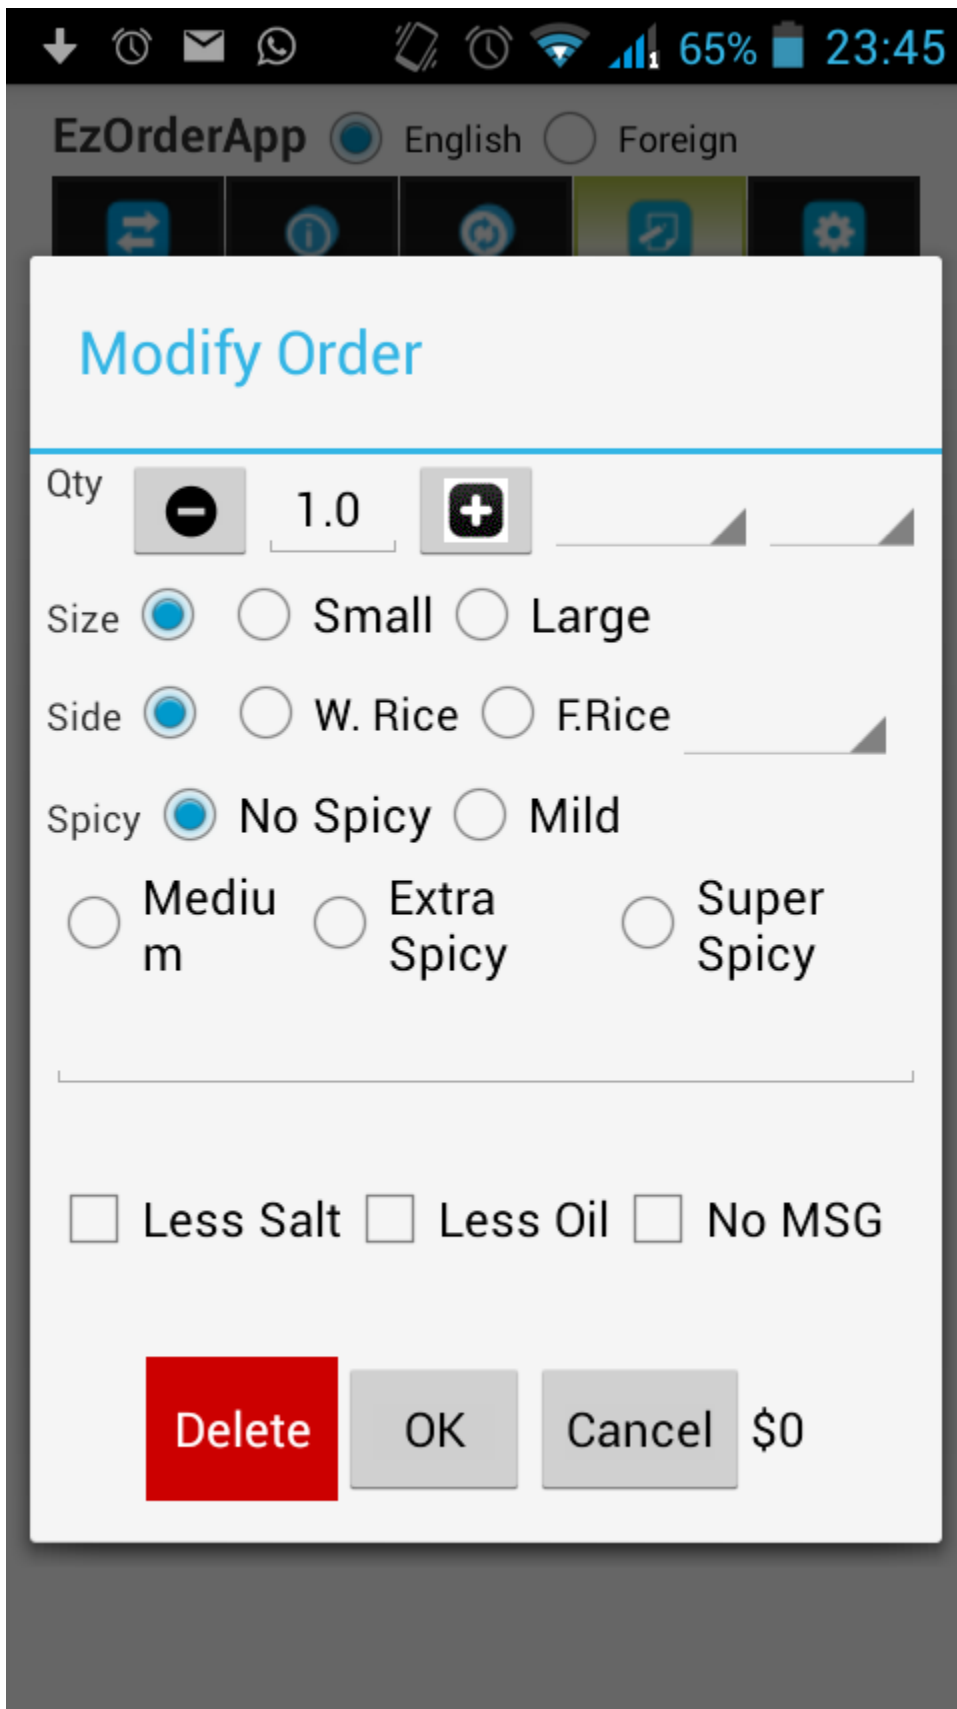 65% 23:45
EzOrderApp English Foreign
Modify Order
Qty 1.0
Size Small Large
Side W. Rice F.Rice
Spicy No Spicy Mild
Mediu Extra Super
m Spicy Spicy
Less Salt Less Oil No MSG
Delete OK Cancel $0